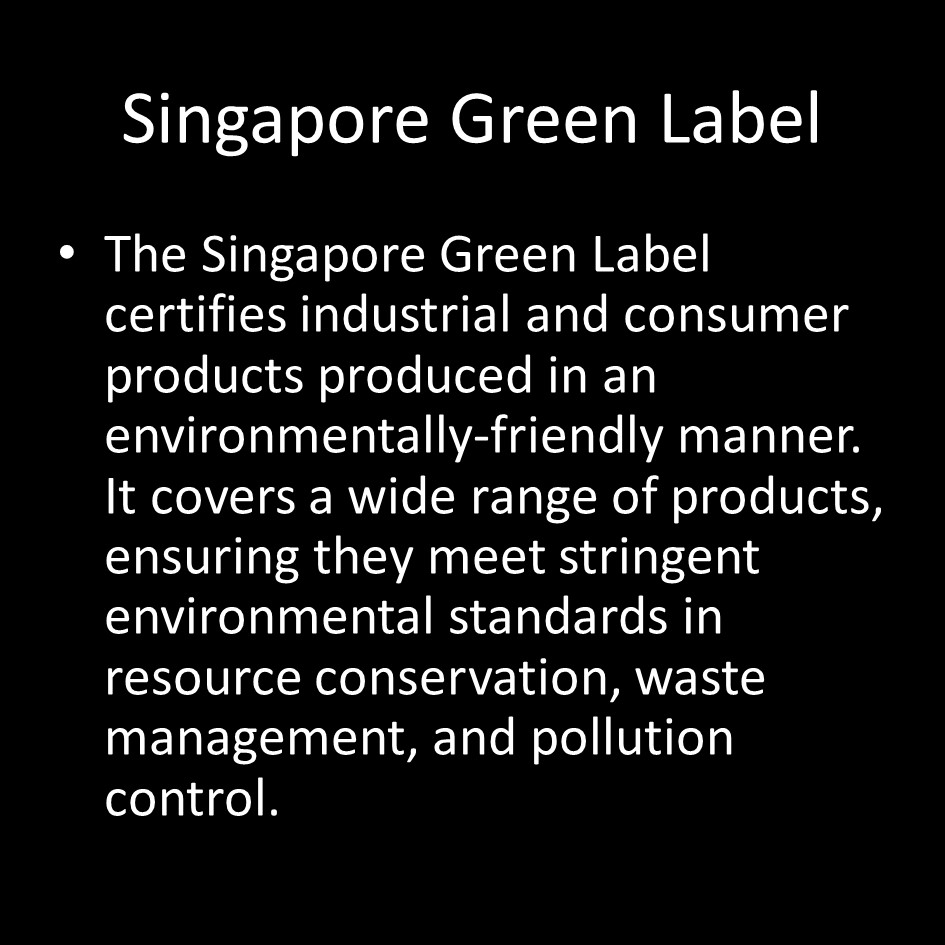 Singapore Green Label
• The Singapore Green Label
certifies industrial and consumer
products produced in an
environmentally-friendly manner.
It covers a wide range of products,
ensuring they meet stringent
environmental standards in
resource conservation, waste
management, and pollution
control.